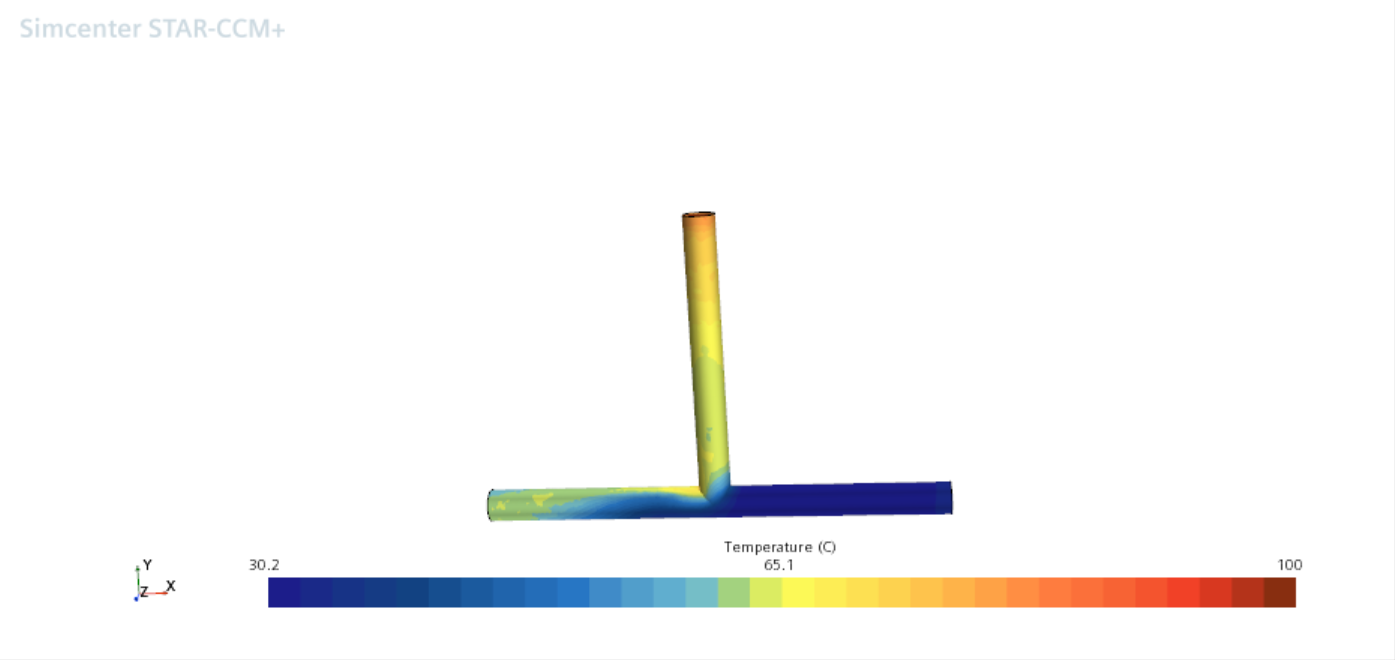 Simcenter STAR-CCM+
Temperature (C)
30.2 65.1 100
Y
Z X